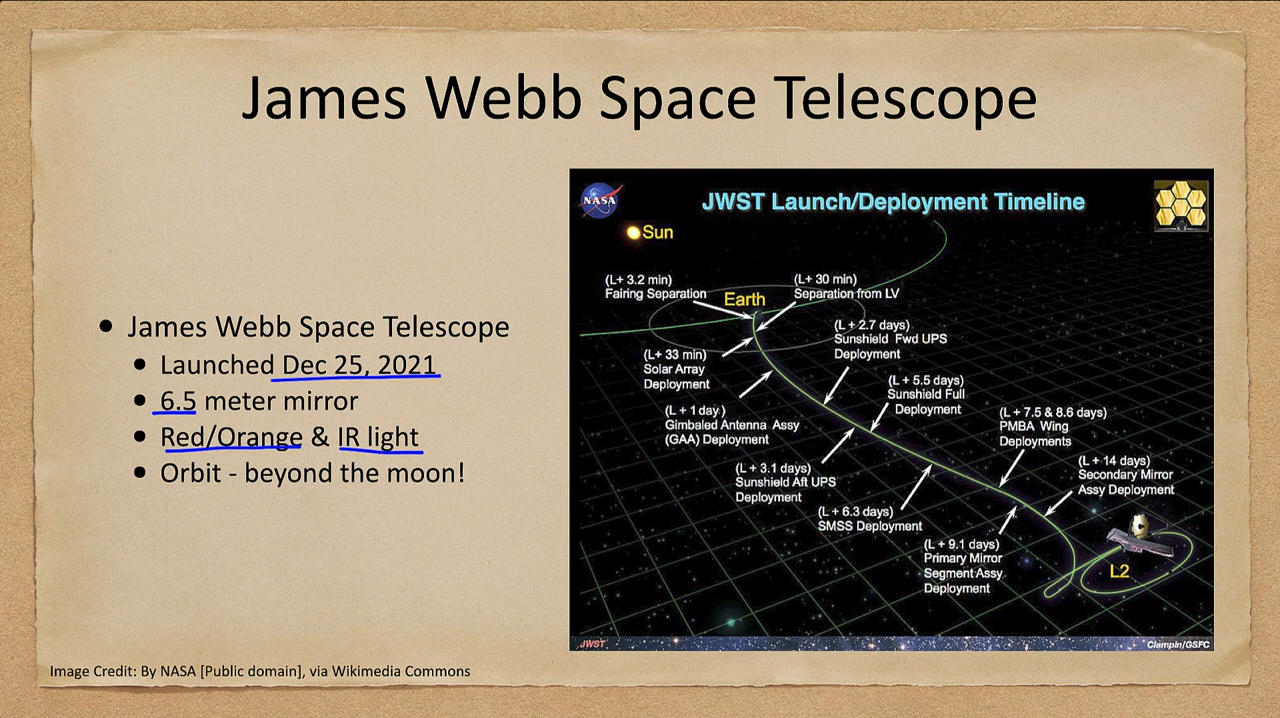 James Webb Space Telescope
• James Webb Space Telescope
• Launched Dec 25, 2021
• 6.5 meter mirror
• Red/Orange & IR light
• Orbit - beyond the moon!
NASA
JWST Launch/Deployment Timeline
Sun
(L+ 3.2 min)
Fairing Separation
Earth
(L+ 30 min)
Separation from LV
(L+ 33 min)
Solar Array
Deployment
(L + 2.7 days)
Sunshield Fwd UPS
Deployment
(L + 1 day)
Gimbaled Antenna Assy
(GAA) Deployment
(L + 5.5 days)
Sunshield Full
Deployment
(L + 3.1 days)
Sunshield Aft UPS
Deployment
(L + 7.5 & 8.6 days)
PMBA Wing
Deployments
(L + 6.3 days)
SMSS Deployment
(L + 14 days)
Secondary Mirror
Assy Deployment
(L + 9.1 days)
Primary Mirror
Segment Assy
Deployment
L2
JWST
Clampin/GSFC
Image Credit: By NASA [Public domain], via Wikimedia Commons